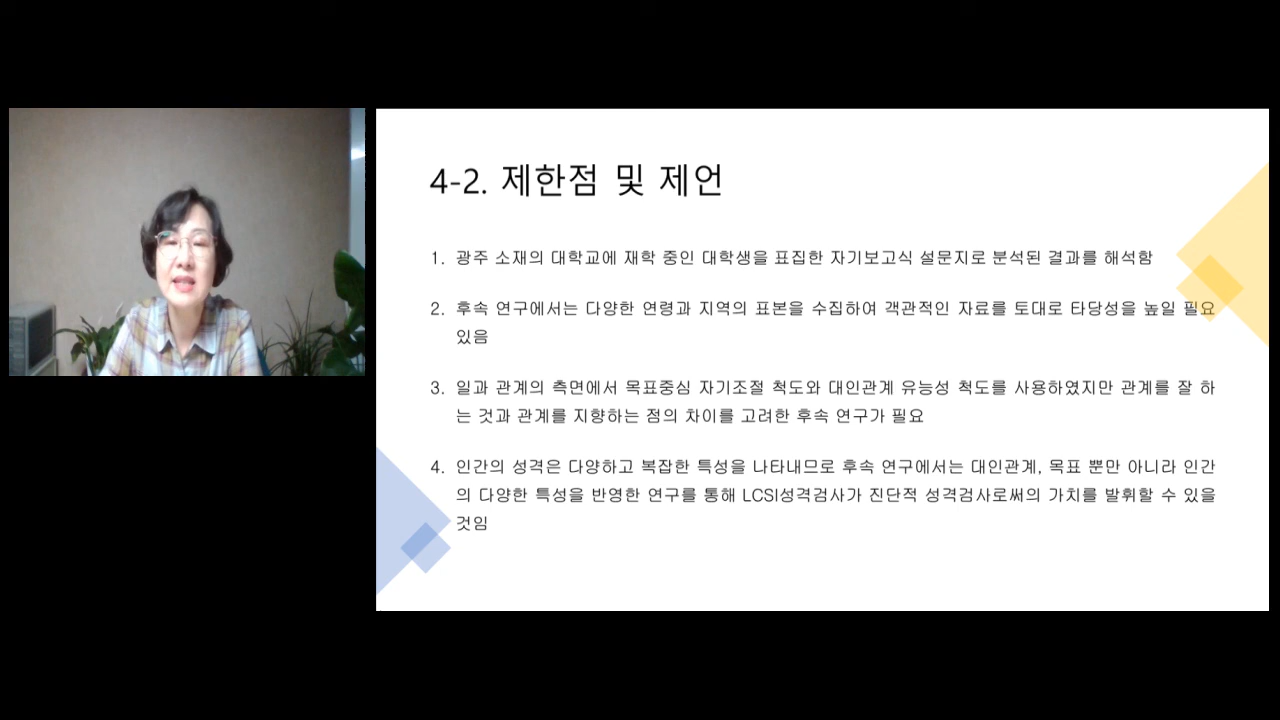 4-2. 제한점 및 제언
1. 광주 소재의 대학교에 재학 중인 대학생을 표집한 자기보고식 설문지로 분석된 결과를 해석함
2. 후속 연구에서는 다양한 연령과 지역의 표본을 수집하여 객관적인 자료를 토대로 타당성을 높일 필요
있음
3. 일과 관계의 측면에서 목표중심 자기조절 척도와 대인관계 유능성 척도를 사용하였지만 관계를 잘 하
는 것과 관계를 지향하는 점의 차이를 고려한 후속 연구가 필요
4. 인간의 성격은 다양하고 복잡한 특성을 나타내므로 후속 연구에서는 대인관계, 목표 뿐만 아니라 인간
의 다양한 특성을 반영한 연구를 통해 LCSI성격검사가 진단적 성격검사로써의 가치를 발휘할 수 있을
것임